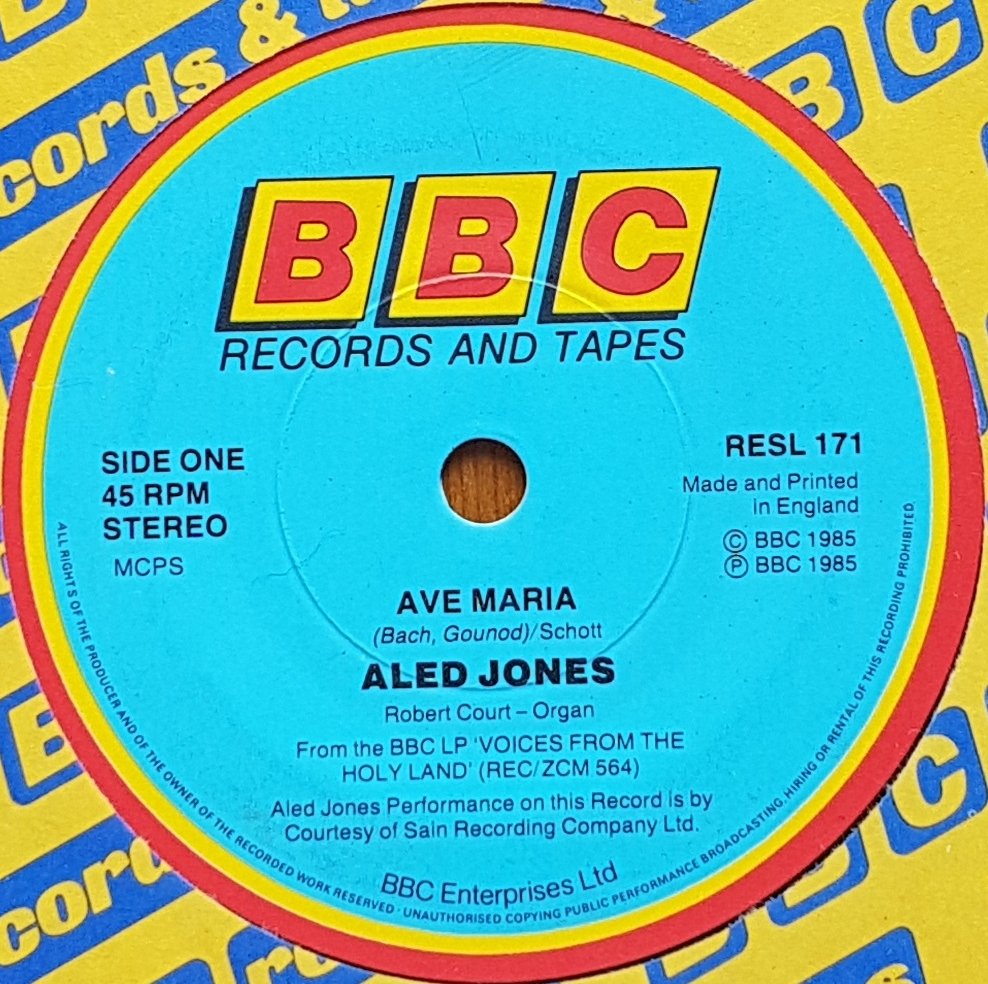 BBC
RECORDS AND TAPES
SIDE ONE
45 RPM
STEREO
MCPS
RESL 171
Made and Printed
in England
© BBC 1985
℗ BBC 1985
AVE MARIA
(Bach, Gounod)/Schott
ALED JONES
Robert Court – Organ
From the BBC LP 'VOICES FROM THE
HOLY LAND' (REC/ZCM 564)
Aled Jones Performance on this Record is by
Courtesy of Sain Recording Company Ltd.
BBC Enterprises Ltd
ALL RIGHTS OF THE PRODUCER AND OF THE OWNER OF THE RECORDED WORK RESERVED · UNAUTHORISED COPYING PUBLIC PERFORMANCE BROADCASTING, HIRING OR RENTAL OF THIS RECORDING PROHIBITED
cords &
BC
cor
BC